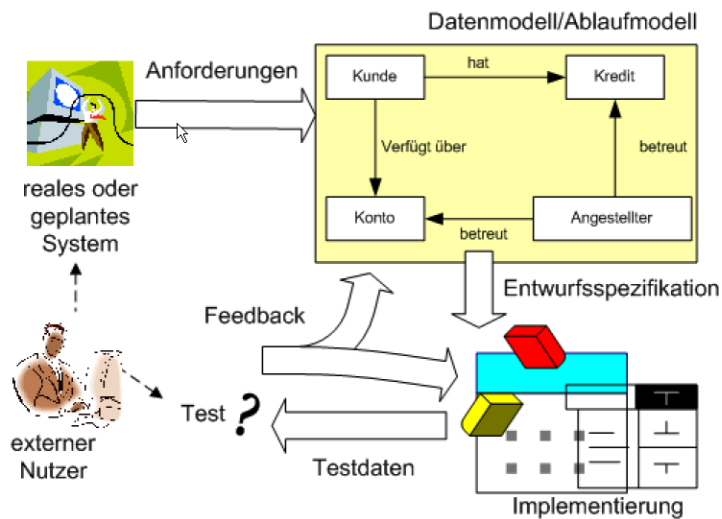 Datenmodell/Ablaufmodell
Anforderungen
Kunde
hat
Kredit
Verfügt über
betreut
reales oder
geplantes
System
Konto
betreut
Angestellter
Entwurfsspezifikation
Feedback
Test ?
externer
Nutzer
Testdaten
Implementierung